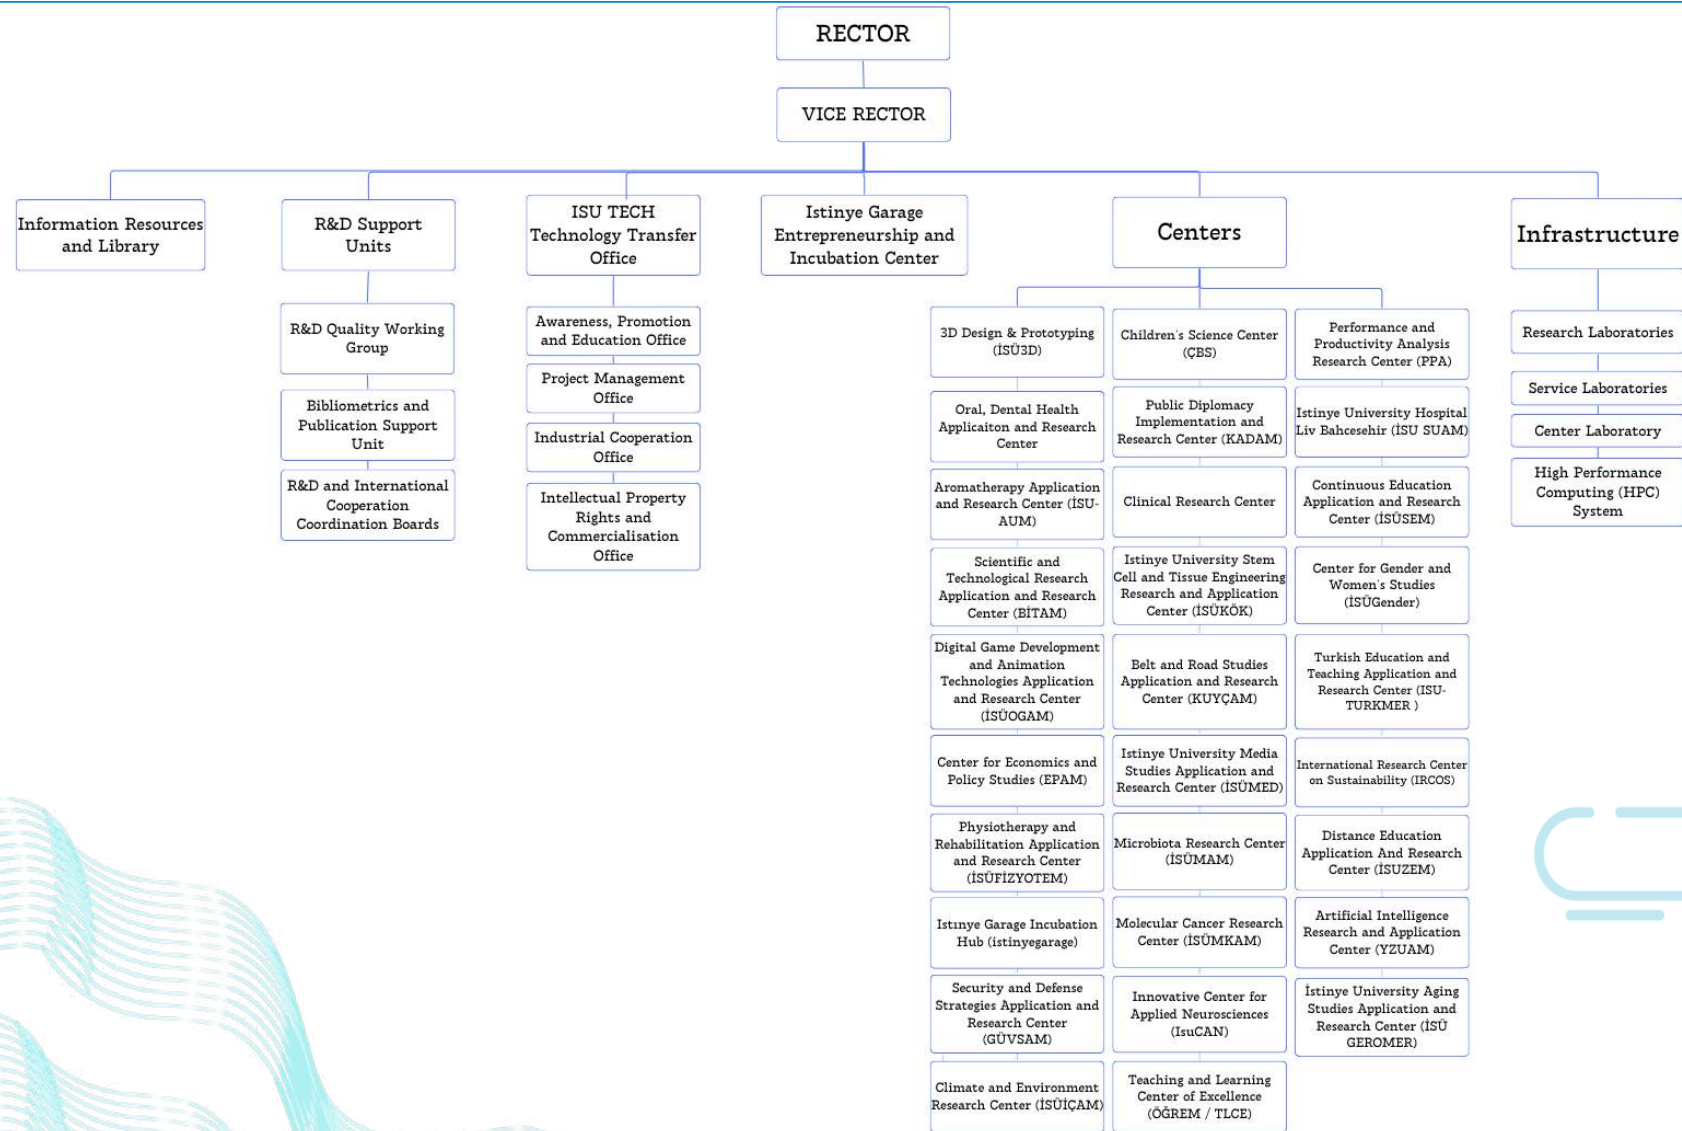 RECTOR
VICE RECTOR
Information Resources
and Library
R&D Support
Units
R&D Quality Working
Group
Bibliometrics and
Publication Support
Unit
R&D and International
Cooperation
Coordination Boards
ISU TECH
Technology Transfer
Office
Awareness, Promotion
and Education Office
Project Management
Office
Industrial Cooperation
Office
Intellectual Property
Rights and
Commercialisation
Office
Istinye Garage
Entrepreneurship and
Incubation Center
Centers
3D Design & Prototyping
(İSÜ3D)
Oral, Dental Health
Applicaiton and Research
Center
Aromatherapy Application
and Research Center (İSU-
AUM)
Scientific and
Technological Research
Application and Research
Center (BİTAM)
Digital Game Development
and Animation
Technologies Application
and Research Center
(İSÜOGAM)
Center for Economics and
Policy Studies (EPAM)
Physiotherapy and
Rehabilitation Application
and Research Center
(İSÜFİZYOTEM)
Istınye Garage Incubation
Hub (istinyegarage)
Security and Defense
Strategies Application and
Research Center
(GÜVSAM)
Climate and Environment
Research Center (İSÜİÇAM)
Children's Science Center
(ÇBS)
Public Diplomacy
Implementation and
Research Center (KADAM)
Clinical Research Center
Istinye University Stem
Cell and Tissue Engineering
Research and Application
Center (İSÜKÖK)
Belt and Road Studies
Application and Research
Center (KUYÇAM)
Istinye University Media
Studies Application and
Research Center (İSÜMED)
Microbiota Research Center
(İSÜMAM)
Molecular Cancer Research
Center (İSÜMKAM)
Innovative Center for
Applied Neurosciences
(IsuCAN)
Teaching and Learning
Center of Excellence
(ÖĞREM / TLCE)
Performance and
Productivity Analysis
Research Center (PPA)
Istinye University Hospital
Liv Bahcesehir (İSU SUAM)
Continuous Education
Application and Research
Center (İSÜSEM)
Center for Gender and
Women's Studies
(İSÜGender)
Turkish Education and
Teaching Application and
Research Center (ISU-
TURKMER )
International Research Center
on Sustainability (IRCOS)
Distance Education
Application And Research
Center (İSUZEM)
Artificial Intelligence
Research and Application
Center (YZUAM)
İstinye University Aging
Studies Application and
Research Center (İSÜ
GEROMER)
Infrastructure
Research Laboratories
Service Laboratories
Center Laboratory
High Performance
Computing (HPC)
System